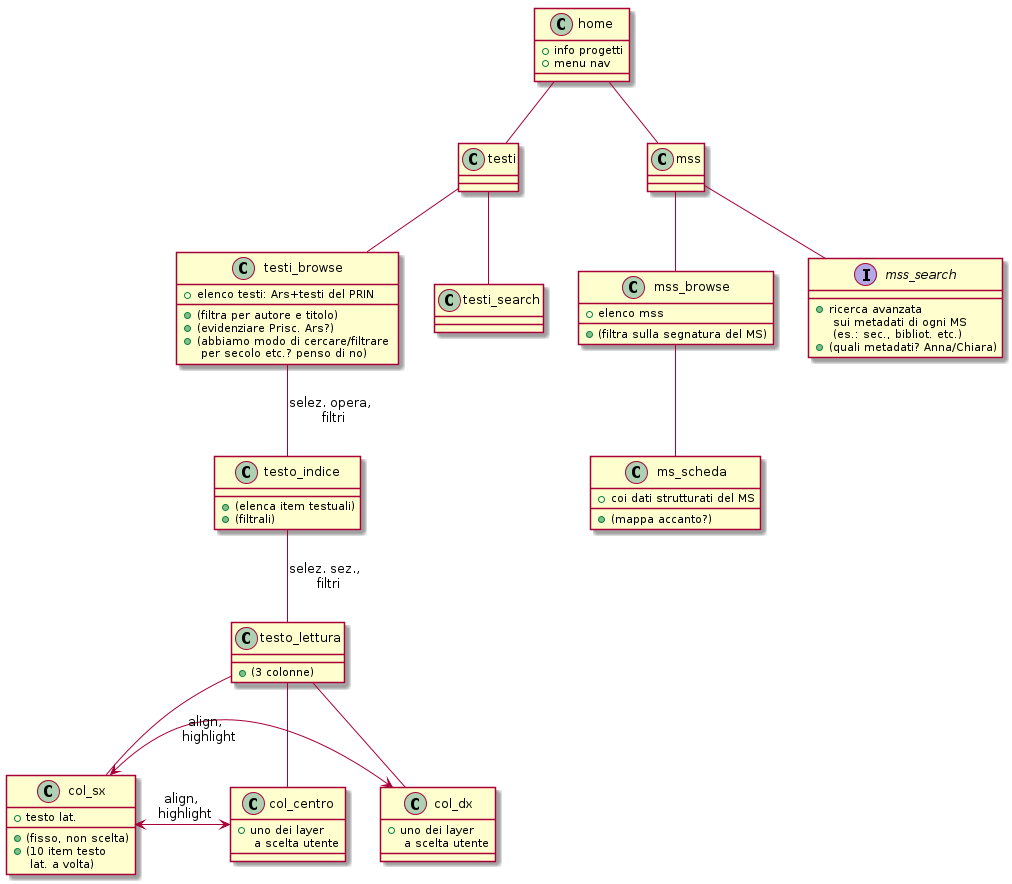 C home
info progetti
menu nav
C testi
C mss
C testi_browse
elenco testi: Ars+testi del PRIN
(filtra per autore e titolo)
(evidenziare Prisc. Ars?)
(abbiamo modo di cercare/filtrare
per secolo etc.? penso di no)
C testi_search
C mss_browse
elenco mss
(filtra sulla segnatura del MS)
I mss_search
ricerca avanzata
sui metadati di ogni MS
(es.: sec., bibliot. etc.)
(quali metadati? Anna/Chiara)
selez. opera,
filtri
C testo_indice
(elenca item testuali)
(filtrali)
C ms_scheda
coi dati strutturati del MS
(mappa accanto?)
selez. sez.,
filtri
C testo_lettura
(3 colonne)
align,
highlight
C col_sx
testo lat.
(fisso, non scelta)
(10 item testo
lat. a volta)
align,
highlight
C col_centro
uno dei layer
a scelta utente
C col_dx
uno dei layer
a scelta utente